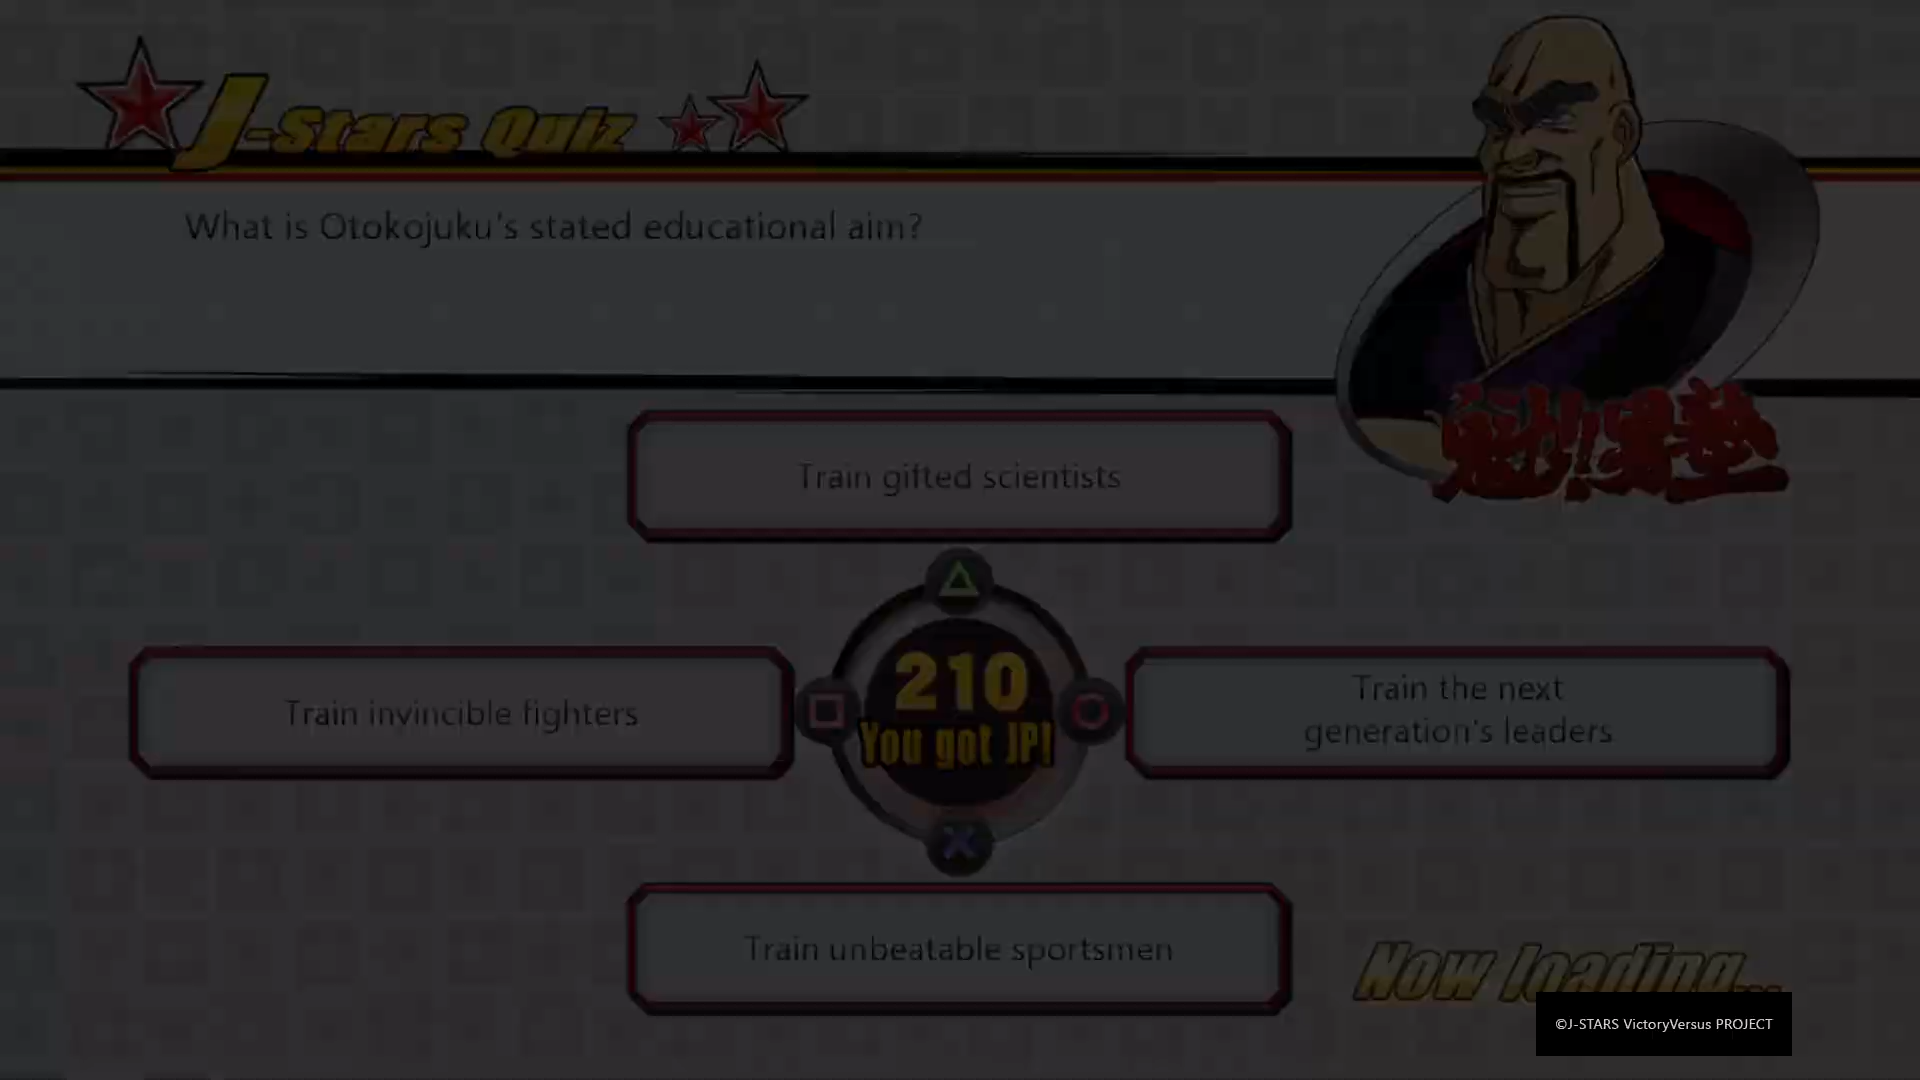 J-Stars Quiz
What is Otokojuku's stated educational aim?
魁!!男塾
Train gifted scientists
Train invincible fighters
210
You got JP!
Train the next
generation's leaders
Train unbeatable sportsmen
Now loading...
©J-STARS VictoryVersus PROJECT